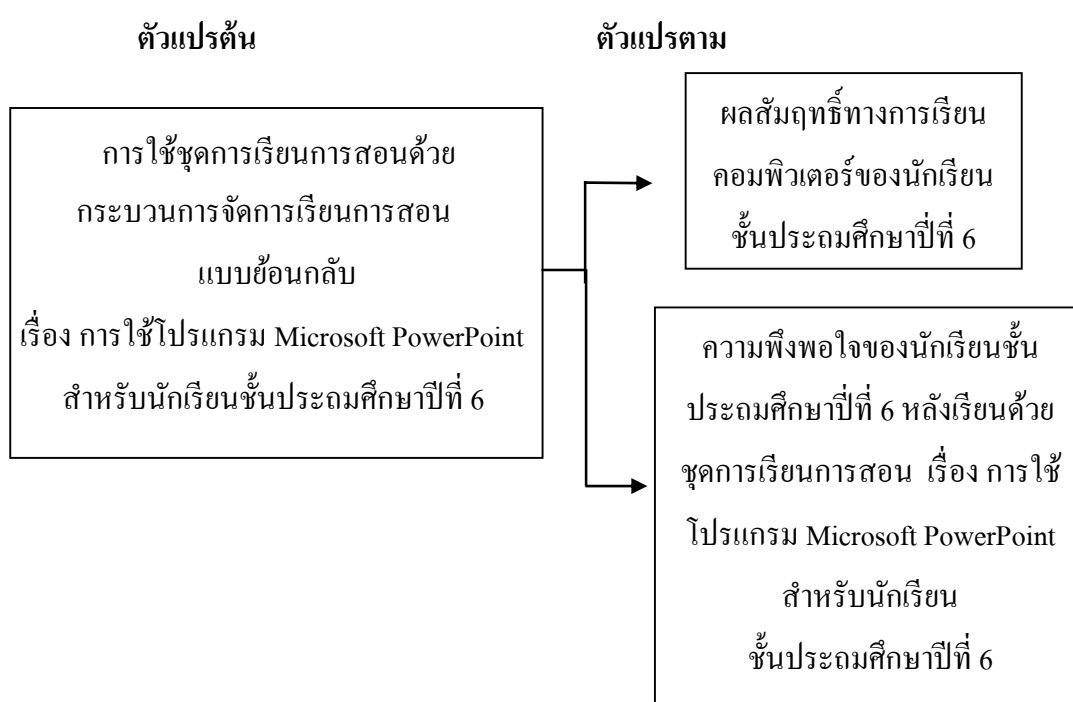 ตัวแปรต้น
ตัวแปรตาม
การใช้ชุดการเรียนการสอนด้วย
กระบวนการจัดการเรียนการสอน
แบบย้อนกลับ
เรื่อง การใช้โปรแกรม Microsoft PowerPoint
สำหรับนักเรียนชั้นประถมศึกษาปีที่ 6
ผลสัมฤทธิ์ทางการเรียน
คอมพิวเตอร์ของนักเรียน
ชั้นประถมศึกษาปี่ที่ 6
ความพึงพอใจของนักเรียนชั้น
ประถมศึกษาปี่ที่ 6 หลังเรียนด้วย
ชุดการเรียนการสอน เรื่อง การใช้
โปรแกรม Microsoft PowerPoint
สำหรับนักเรียน
ชั้นประถมศึกษาปีที่ 6